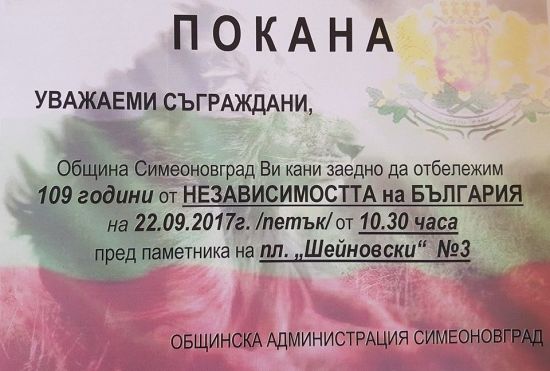 ПОКАНА
УВАЖАЕМИ СЪГРАЖДАНИ,
Община Симеоновград Ви кани заедно да отбележим
109 години от НЕЗАВИСИМОСТТА на БЪЛГАРИЯ
на 22.09.2017г. /петък/ от 10.30 часа
пред паметника на пл. „Шейновски“ №3
ОБЩИНСКА АДМИНИСТРАЦИЯ СИМЕОНОВГРАД